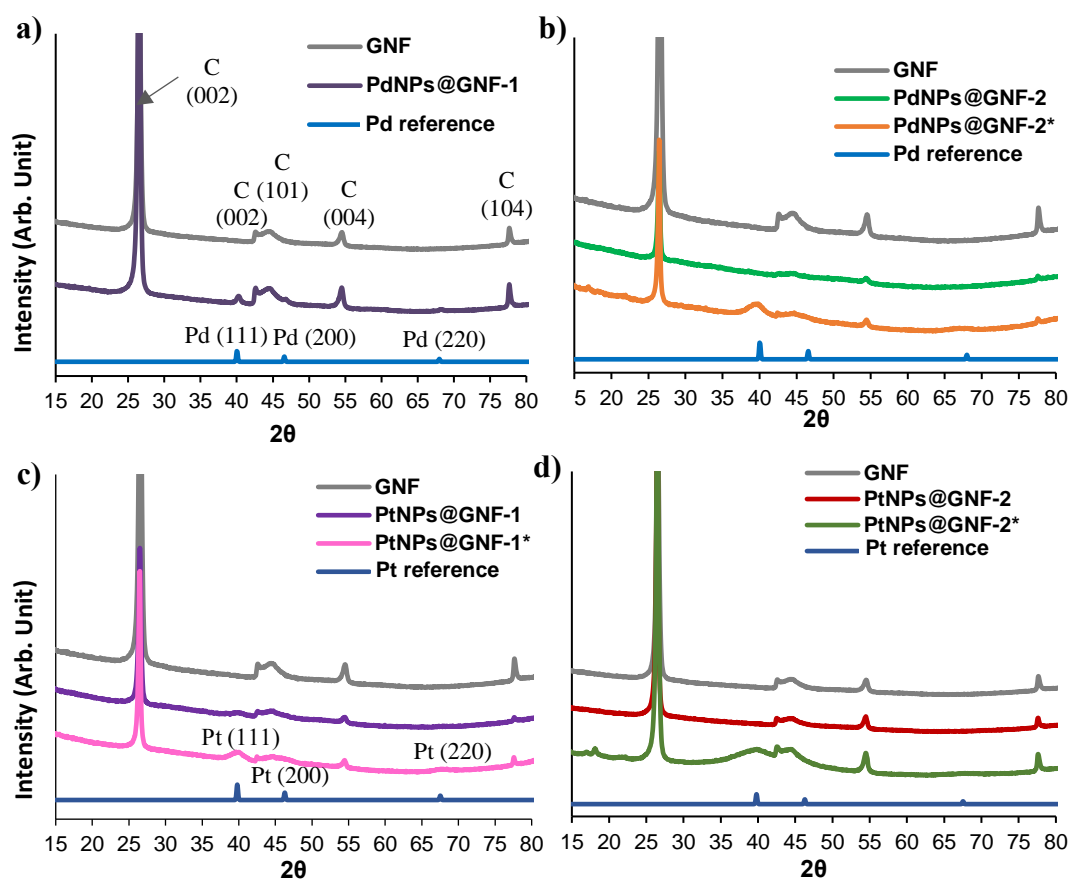 a)
GNF
PdNPs@GNF-1
Pd reference
C
(002)
C
(002)
C
(101)
C
(004)
C
(104)
Pd (111)
Pd (200)
Pd (220)
Intensity (Arb. Unit)
15 20 25 30 35 40 45 50 55 60 65 70 75 80
2θ
b)
GNF
PdNPs@GNF-2
PdNPs@GNF-2*
Pd reference
5 20 25 30 35 40 45 50 55 60 65 70 75 80
2θ
c)
GNF
PtNPs@GNF-1
PtNPs@GNF-1*
Pt reference
Pt (111)
Pt (200)
Pt (220)
Intensity (Arb. Unit)
15 20 25 30 35 40 45 50 55 60 65 70 75 80
2θ
d)
GNF
PtNPs@GNF-2
PtNPs@GNF-2*
Pt reference
15 20 25 30 35 40 45 50 55 60 65 70 75 80
2θ